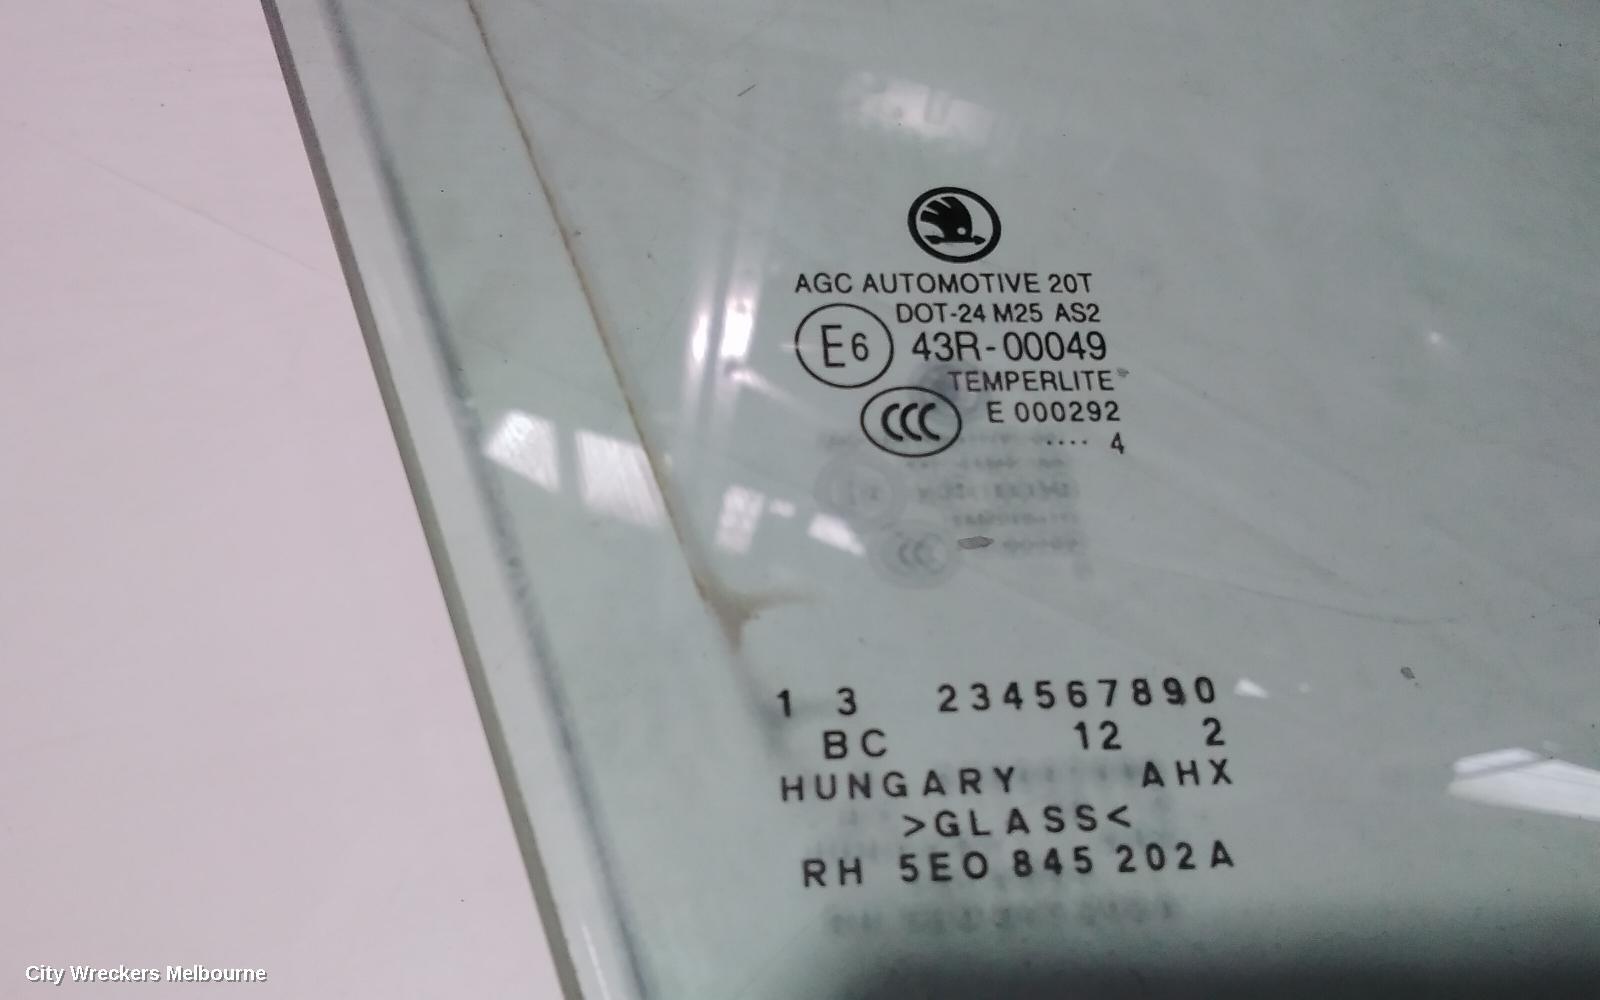 AGC AUTOMOTIVE 20T
DOT-24 M25 AS2
E6 43R-00049
TEMPERLITE
CCC E 000292
.... 4
1 3 234567890
BC 12 2
HUNGARY AHX
>GLASS<
RH 5E0 845 202A
City Wreckers Melbourne